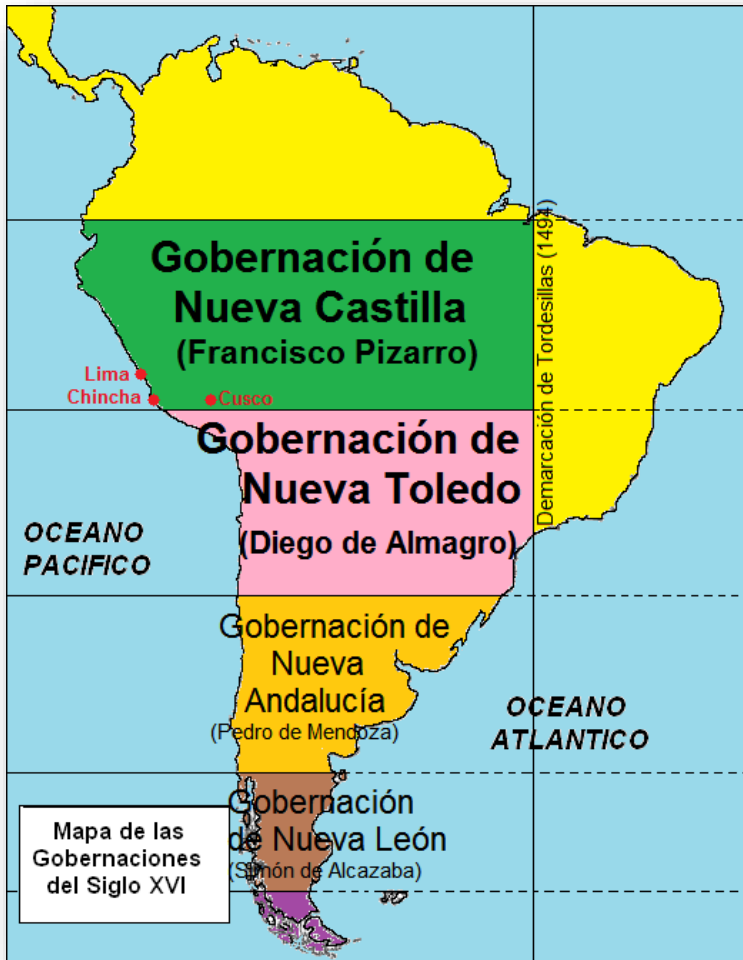 Gobernación de
Nueva Castilla
(Francisco Pizarro)
Demarcación de Tordesillas (1494)
Lima
Chincha
Cusco
Gobernación de
Nueva Toledo
(Diego de Almagro)
OCEANO
PACIFICO
Gobernación de
Nueva
Andalucía
(Pedro de Mendoza)
OCEANO
ATLANTICO
Gobernación
de Nueva León
(Simón de Alcazaba)
Mapa de las
Gobernaciones
del Siglo XVI